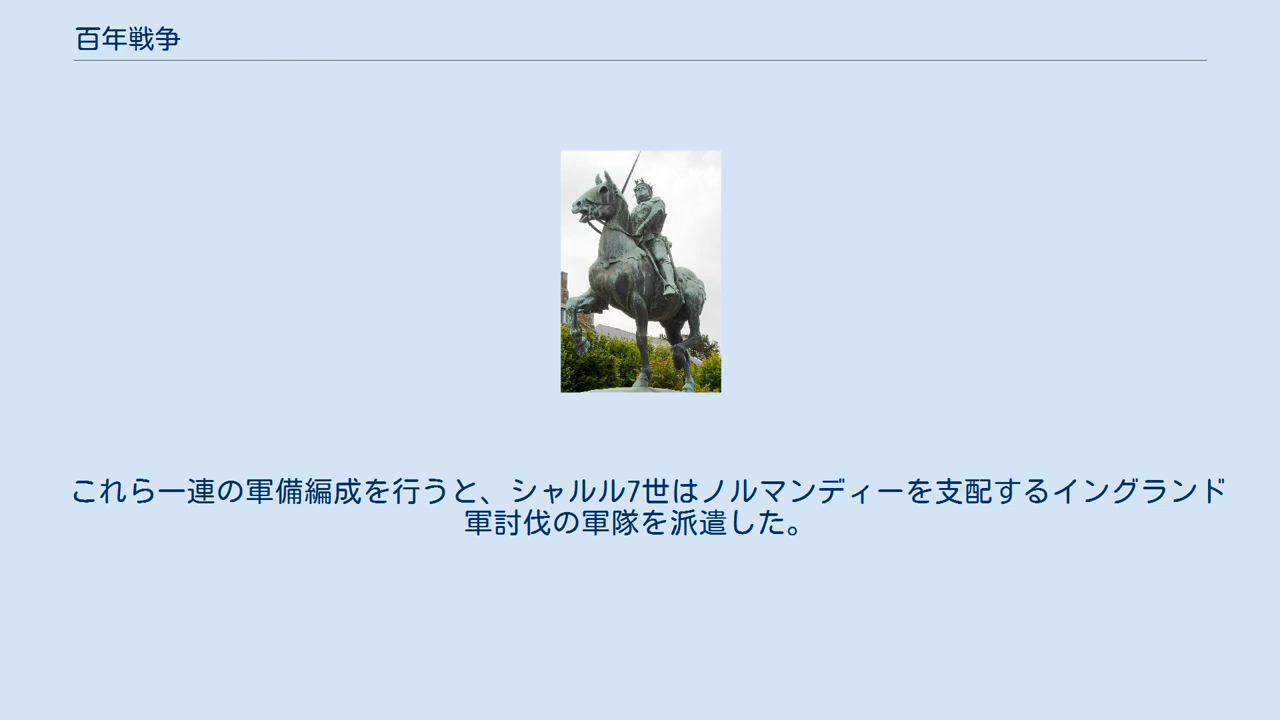 百年戦争
これら一連の軍備編成を行うと、シャルル7世はノルマンディーを支配するイングランド
軍討伐の軍隊を派遣した。